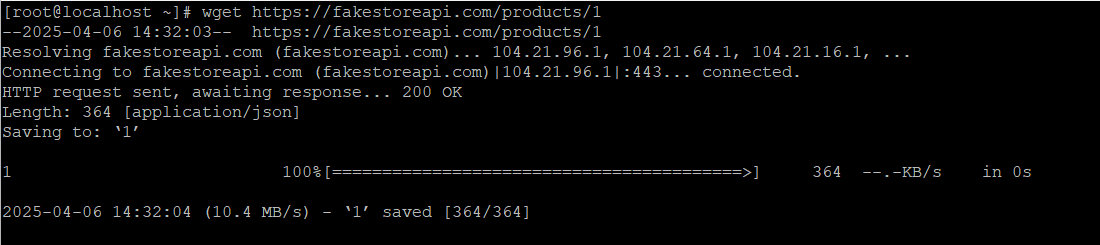 [root@localhost ~]# wget https://fakestoreapi.com/products/1
--2025-04-06 14:32:03--  https://fakestoreapi.com/products/1
Resolving fakestoreapi.com (fakestoreapi.com)... 104.21.96.1, 104.21.64.1, 104.21.16.1, ...
Connecting to fakestoreapi.com (fakestoreapi.com)|104.21.96.1|:443... connected.
HTTP request sent, awaiting response... 200 OK
Length: 364 [application/json]
Saving to: ‘1’
1                           100%[=========================================>]     364  --.-KB/s    in 0s
2025-04-06 14:32:04 (10.4 MB/s) - ‘1’ saved [364/364]